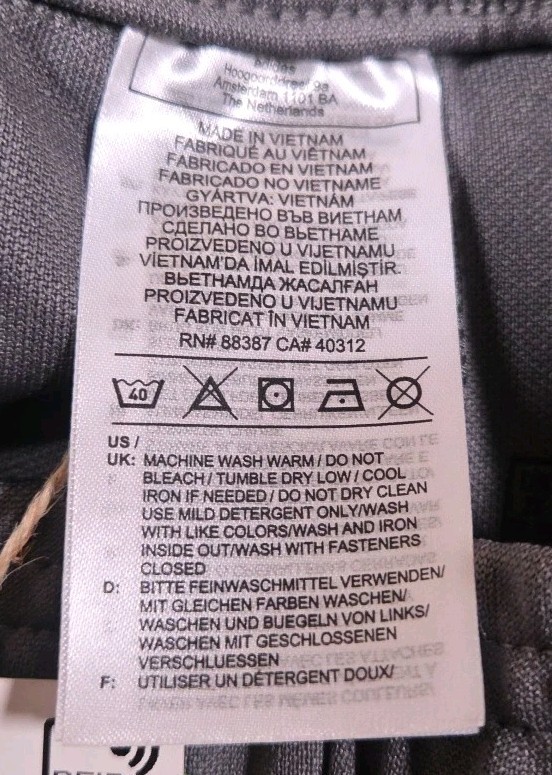 adidas
Amsterdam 1101 BA
The Netherlands
MADE IN VIETNAM
FABRIQUÉ AU VIÊTNAM
FABRICADO EN VIETNAM
FABRICADO NO VIETNAME
GYÁRTVA: VIETNÁM
ПРОИЗВЕДЕНО ВЪВ ВИЕТНАМ
СДЕЛАНО ВО ВЬЕТНАМЕ
PROIZVEDENO U VIJETNAMU
VİETNAM'DA İMAL EDİLMİŞTİR.
ВЬЕТНАМДА ЖАСАЛҒАН
PROIZVEDENO U VIJETNAMU
FABRICAT ÎN VIETNAM
RN# 88387 CA# 40312
40
US /
UK: MACHINE WASH WARM / DO NOT
BLEACH / TUMBLE DRY LOW / COOL
IRON IF NEEDED / DO NOT DRY CLEAN
USE MILD DETERGENT ONLY/WASH
WITH LIKE COLORS/WASH AND IRON
INSIDE OUT/WASH WITH FASTENERS
CLOSED
D: BITTE FEINWASCHMITTEL VERWENDEN/
MIT GLEICHEN FARBEN WASCHEN/
WASCHEN UND BUEGELN VON LINKS/
WASCHEN MIT GESCHLOSSENEN
VERSCHLUESSEN
F: UTILISER UN DÉTERGENT DOUX/